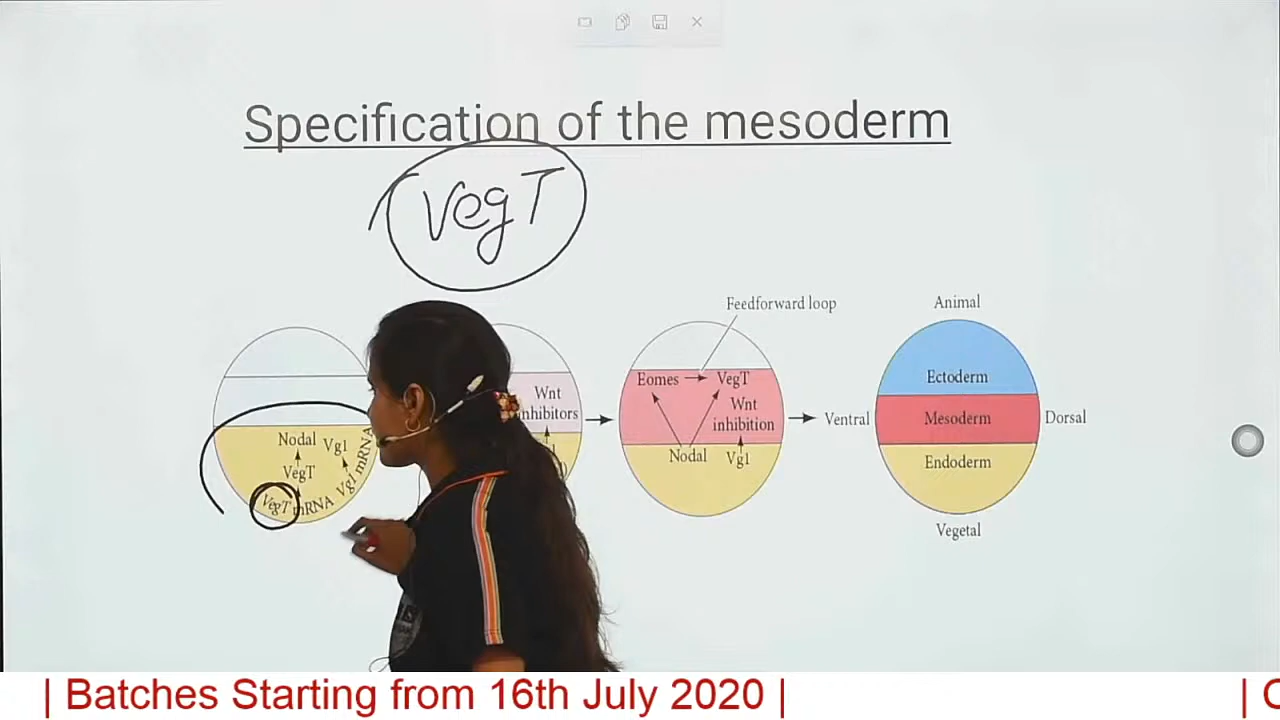 Specification of the mesoderm
VegT
Feedforward loop
Animal
Eomes
VegT
Wnt
inhibition
Nodal
Vg1
Wnt
nhibitors
Nodal
Vg1
VegT
VegT mRNA
Vg1 mRNA
Ventral
Ectoderm
Mesoderm
Endoderm
Dorsal
Vegetal
| Batches Starting from 16th July 2020 |